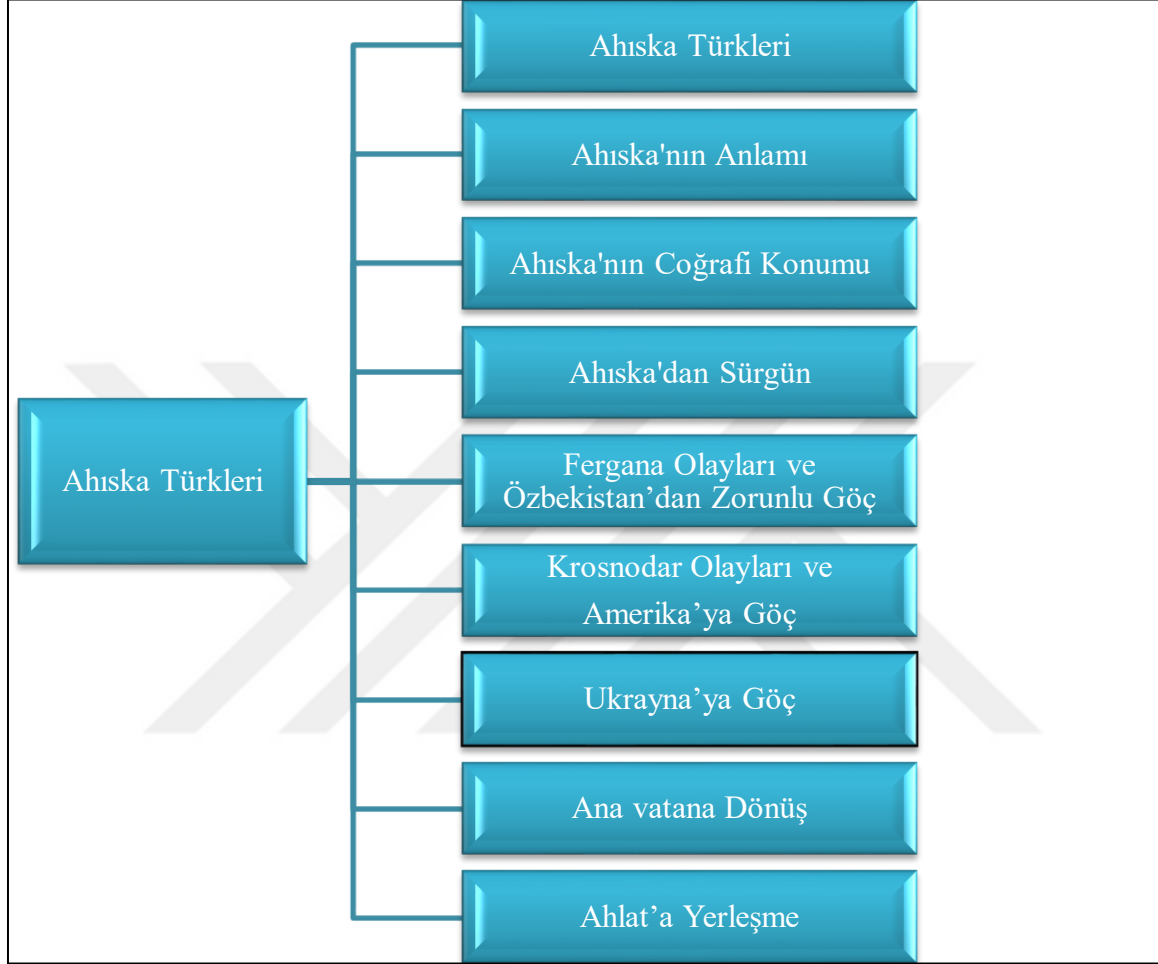 Ahıska Türkleri
Ahıska Türkleri
Ahıska'nın Anlamı
Ahıska'nın Coğrafi Konumu
Ahıska'dan Sürgün
Fergana Olayları ve
Özbekistan’dan Zorunlu Göç
Krosnodar Olayları ve
Amerika’ya Göç
Ukrayna’ya Göç
Ana vatana Dönüş
Ahlat’a Yerleşme